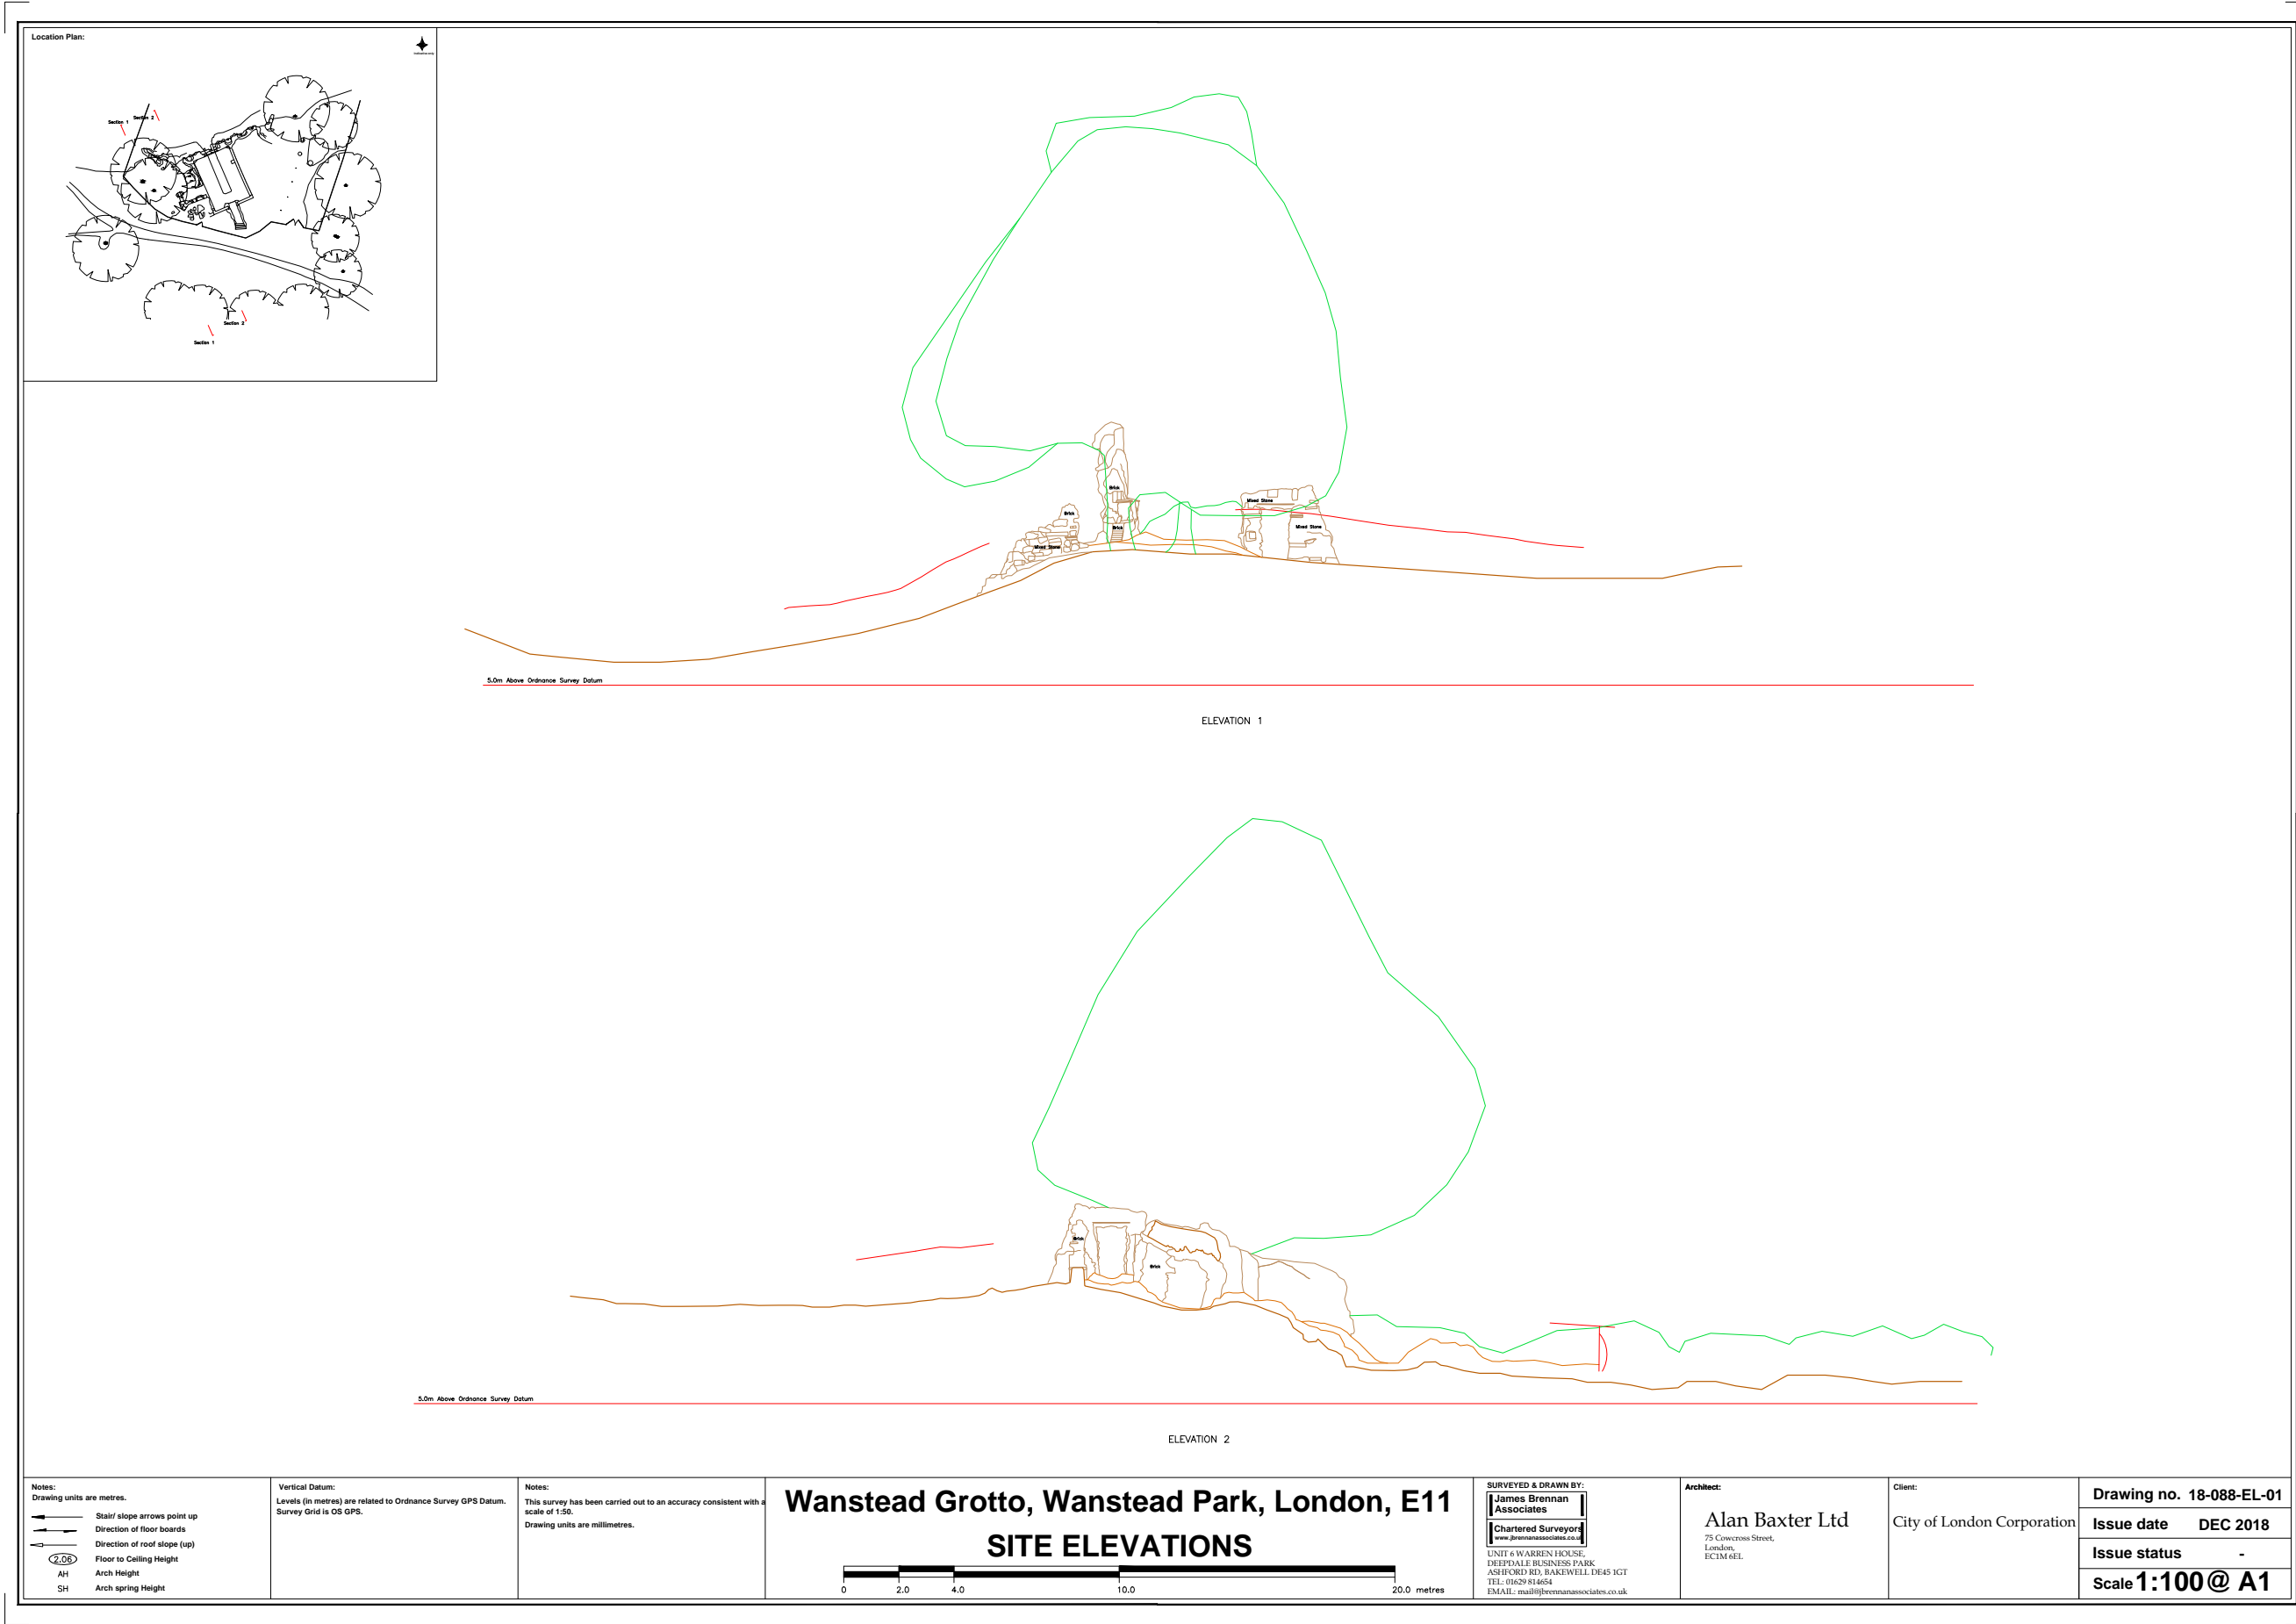 Location Plan:
Section 1
Section 2
Section 2
Section 1
Brick
Brick
Brick
Mixed Stone
Mixed Stone
Mixed Stone
5.0m Above Ordnance Survey Datum
ELEVATION 1
Brick
Brick
5.0m Above Ordnance Survey Datum
ELEVATION 2
Notes:
Drawing units are metres.
Stair/ slope arrows point up
Direction of floor boards
Direction of roof slope (up)
2.06 Floor to Ceiling Height
AH Arch Height
SH Arch spring Height
Vertical Datum:
Levels (in metres) are related to Ordnance Survey GPS Datum.
Survey Grid is OS GPS.
Notes:
This survey has been carried out to an accuracy consistent with a
scale of 1:50.
Drawing units are millimetres.
Wanstead Grotto, Wanstead Park, London, E11
SITE ELEVATIONS
0 2.0 4.0 10.0 20.0 metres
SURVEYED & DRAWN BY:
James Brennan
Associates
Chartered Surveyors
www.jbrennanassociates.co.uk
UNIT 6 WARREN HOUSE,
DEEPDALE BUSINESS PARK
ASHFORD RD, BAKEWELL DE45 1GT
TEL: 01629 814654
EMAIL: mail@jbrennanassociates.co.uk
Architect:
Alan Baxter Ltd
75 Cowcross Street,
London,
EC1M 6EL
Client:
City of London Corporation
Drawing no. 18-088-EL-01
Issue date DEC 2018
Issue status -
Scale 1:100@ A1